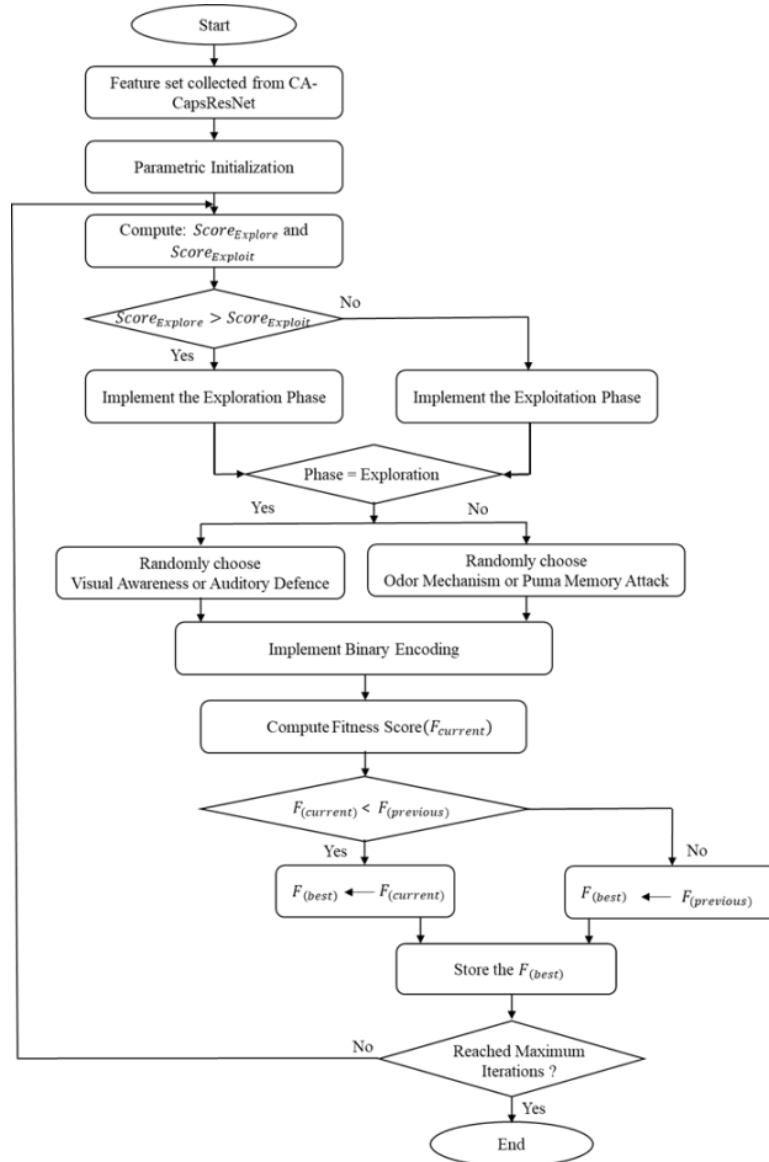 Start
Feature set collected from CA-
CapsResNet
Parametric Initialization
Compute: Score_Explore and
Score_Exploit
No
Score_Explore > Score_Exploit
Yes
Implement the Exploration Phase
Implement the Exploitation Phase
Phase = Exploration
Yes
No
Randomly choose
Visual Awareness or Auditory Defence
Randomly choose
Odor Mechanism or Puma Memory Attack
Implement Binary Encoding
Compute Fitness Score(F_current)
F_(current) < F_(previous)
Yes
No
F_(best) ← F_(current)
F_(best) ← F_(previous)
Store the F_(best)
No
Reached Maximum
Iterations ?
Yes
End